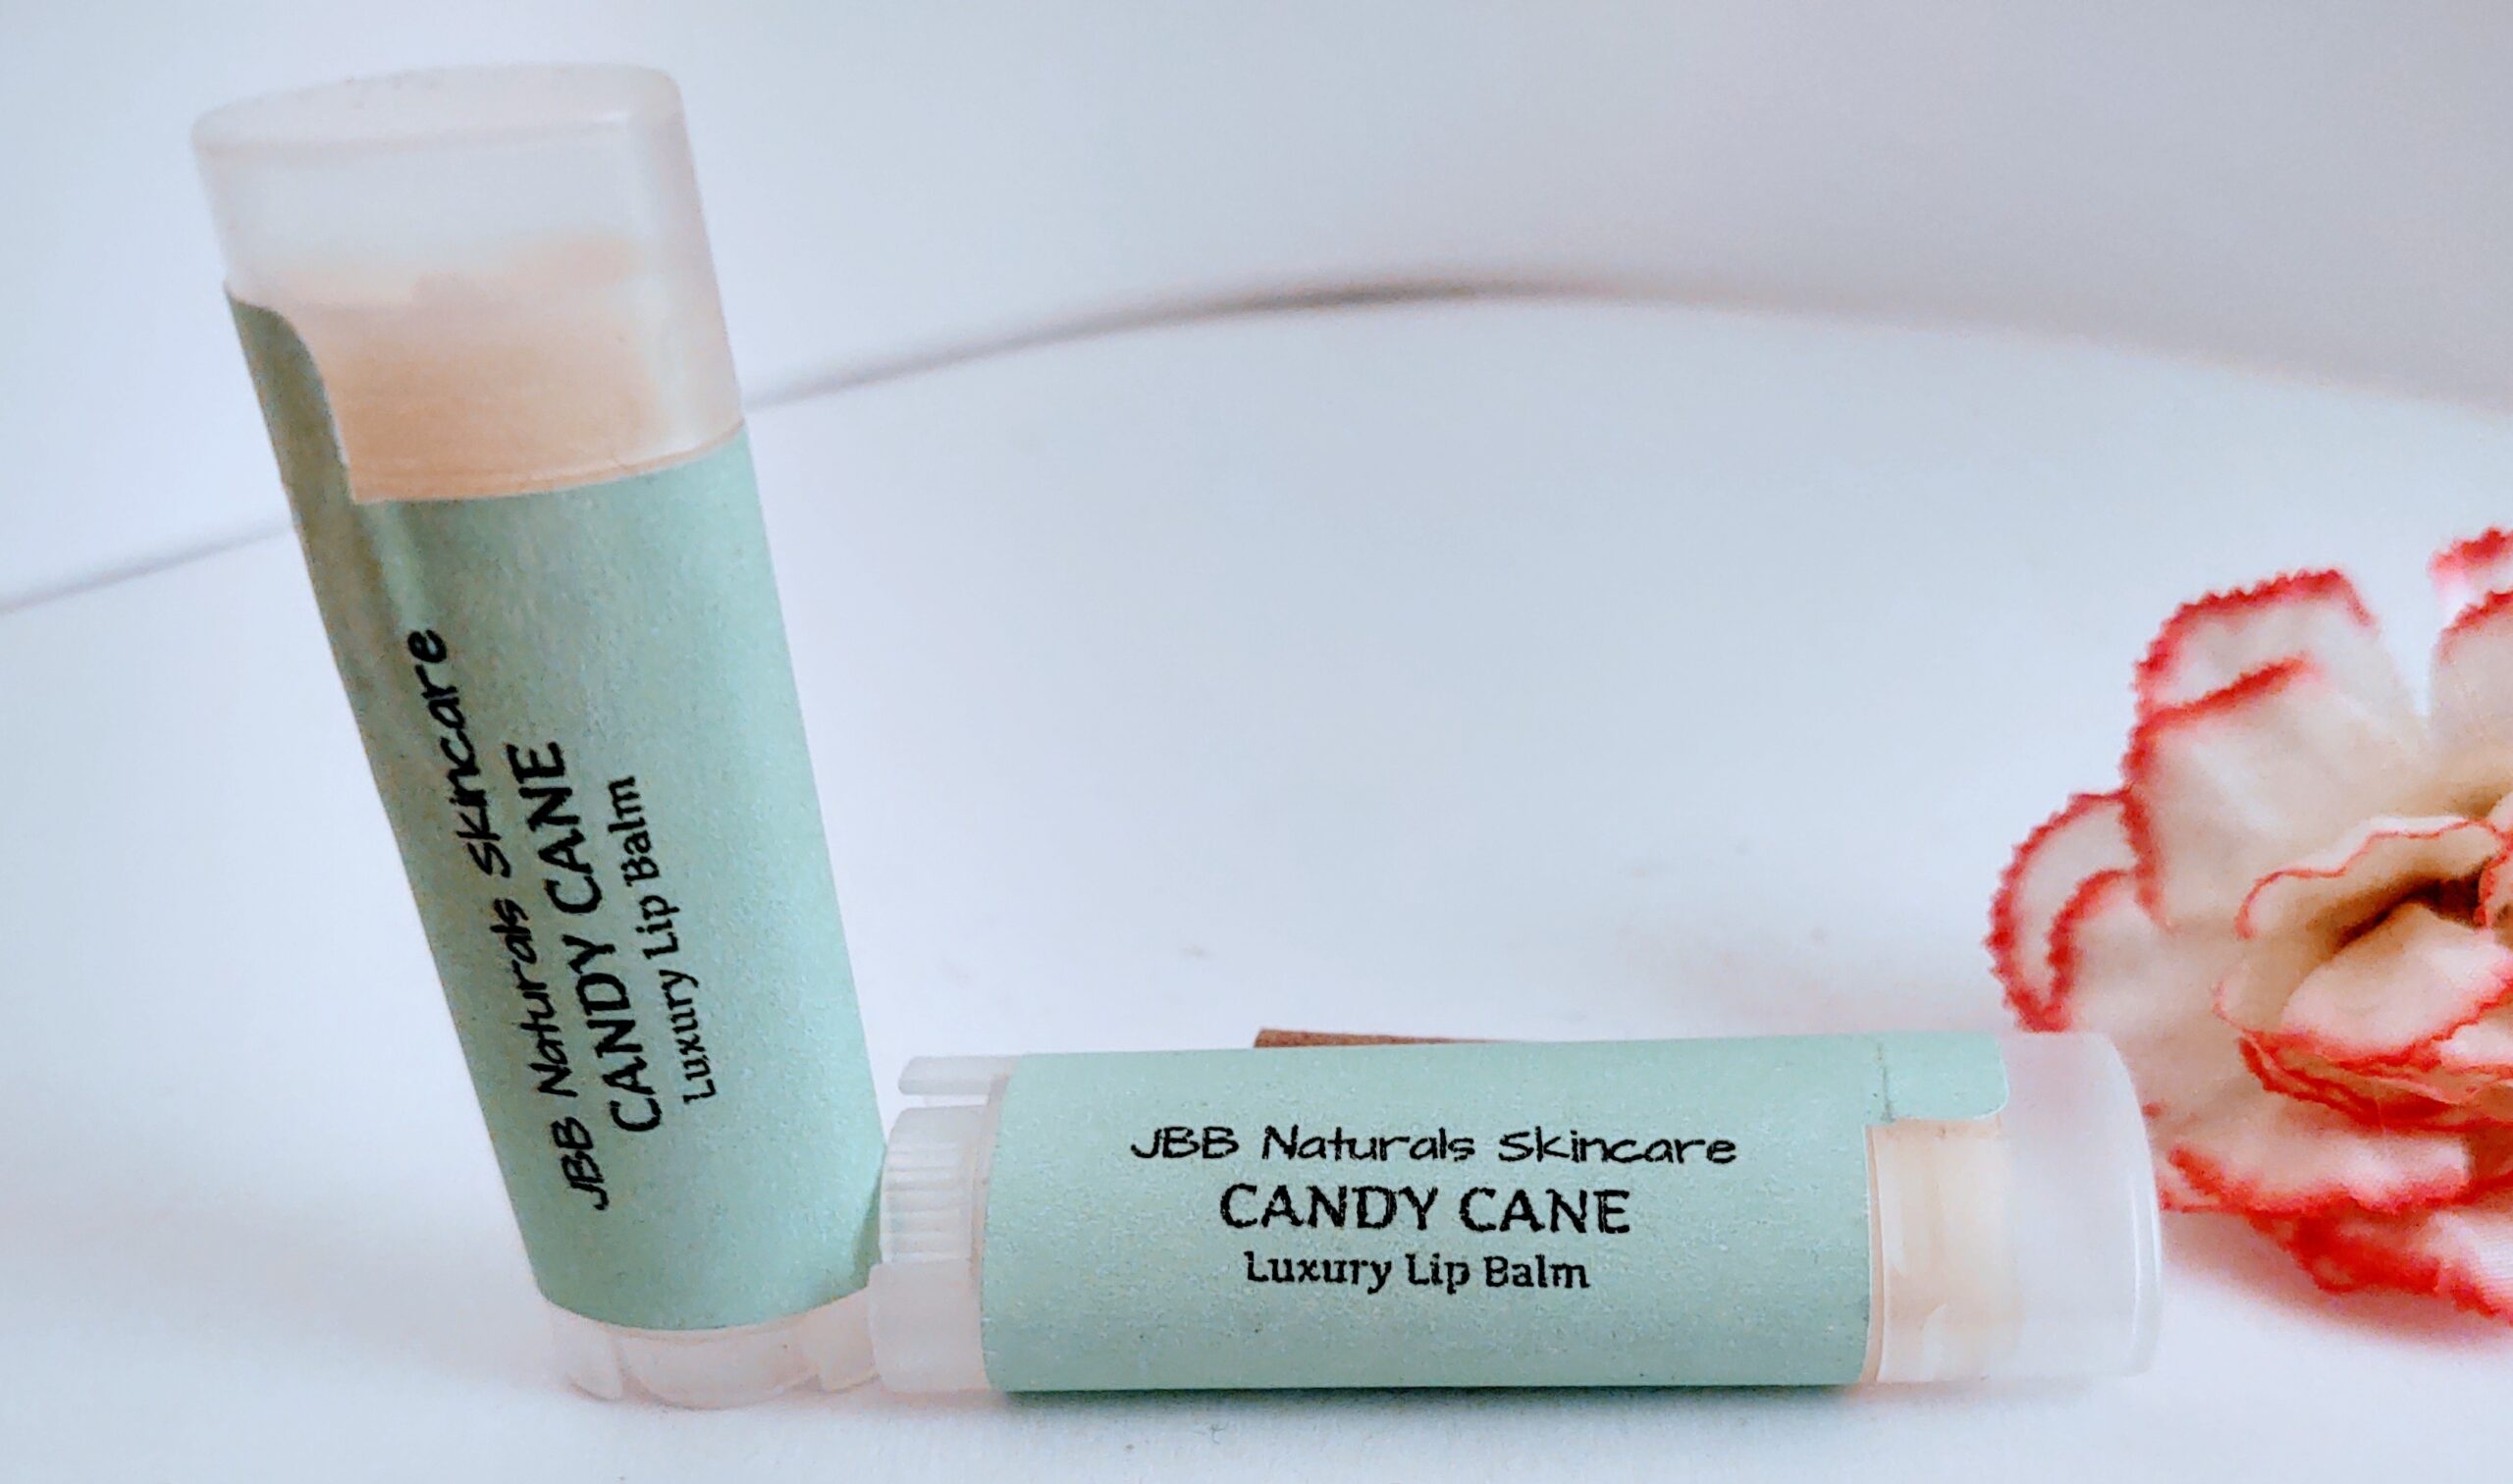 JBB Naturals Skincare
CANDY CANE
Luxury Lip Balm
JBB Naturals Skincare
CANDY CANE
Luxury Lip Balm